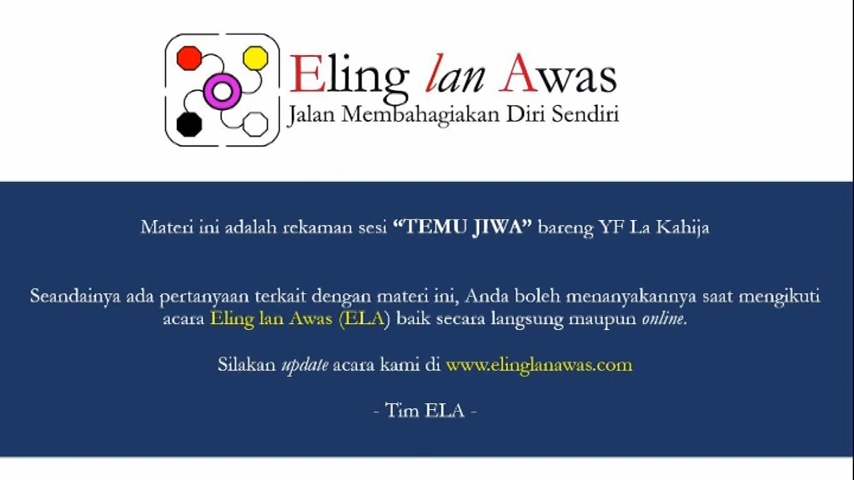 Eling lan Awas
Jalan Membahagiakan Diri Sendiri
Materi ini adalah rekaman sesi “TEMU JIWA” bareng YF La Kahija
Seandainya ada pertanyaan terkait dengan materi ini, Anda boleh menanyakannya saat mengikuti
acara Eling lan Awas (ELA) baik secara langsung maupun online.
Silakan update acara kami di www.elinglanawas.com
- Tim ELA -